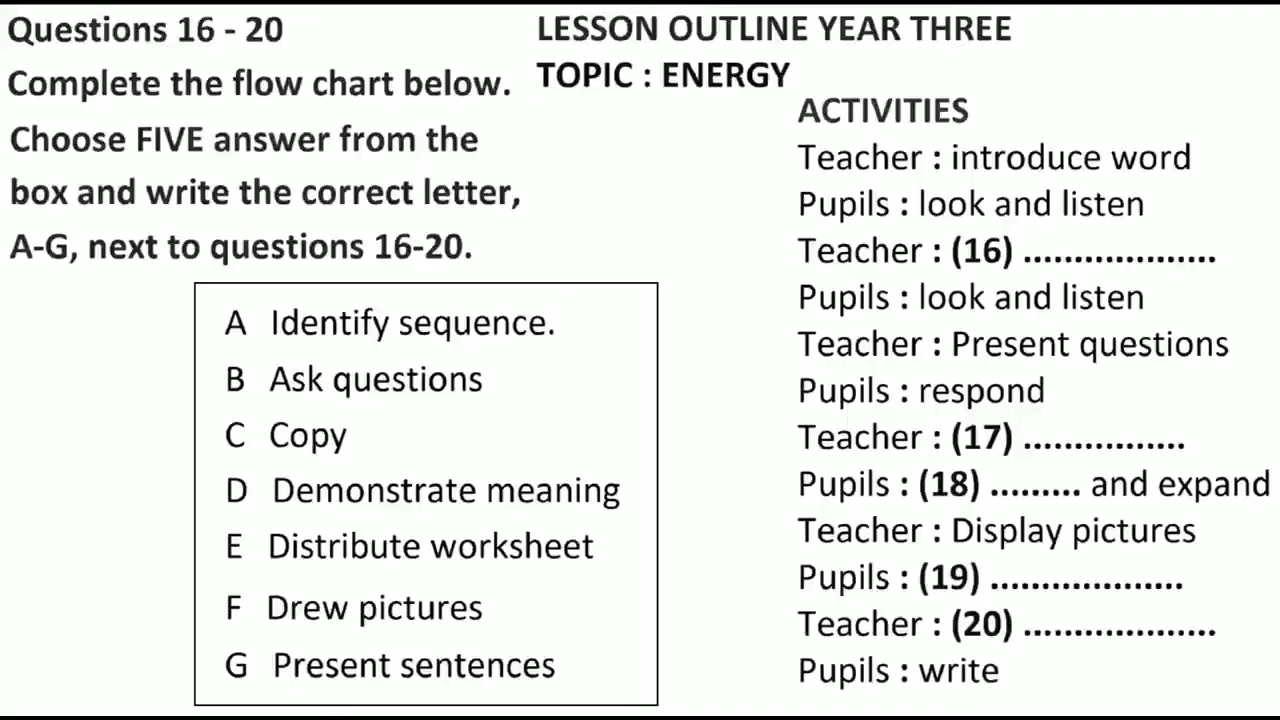 Questions 16 - 20
Complete the flow chart below.
Choose FIVE answer from the
box and write the correct letter,
A-G, next to questions 16-20.
A Identify sequence.
B Ask questions
C Copy
D Demonstrate meaning
E Distribute worksheet
F Drew pictures
G Present sentences
LESSON OUTLINE YEAR THREE
TOPIC : ENERGY
ACTIVITIES
Teacher : introduce word
Pupils : look and listen
Teacher : (16) ...................
Pupils : look and listen
Teacher : Present questions
Pupils : respond
Teacher : (17) ................
Pupils : (18) ......... and expand
Teacher : Display pictures
Pupils : (19) ...................
Teacher : (20) ...................
Pupils : write